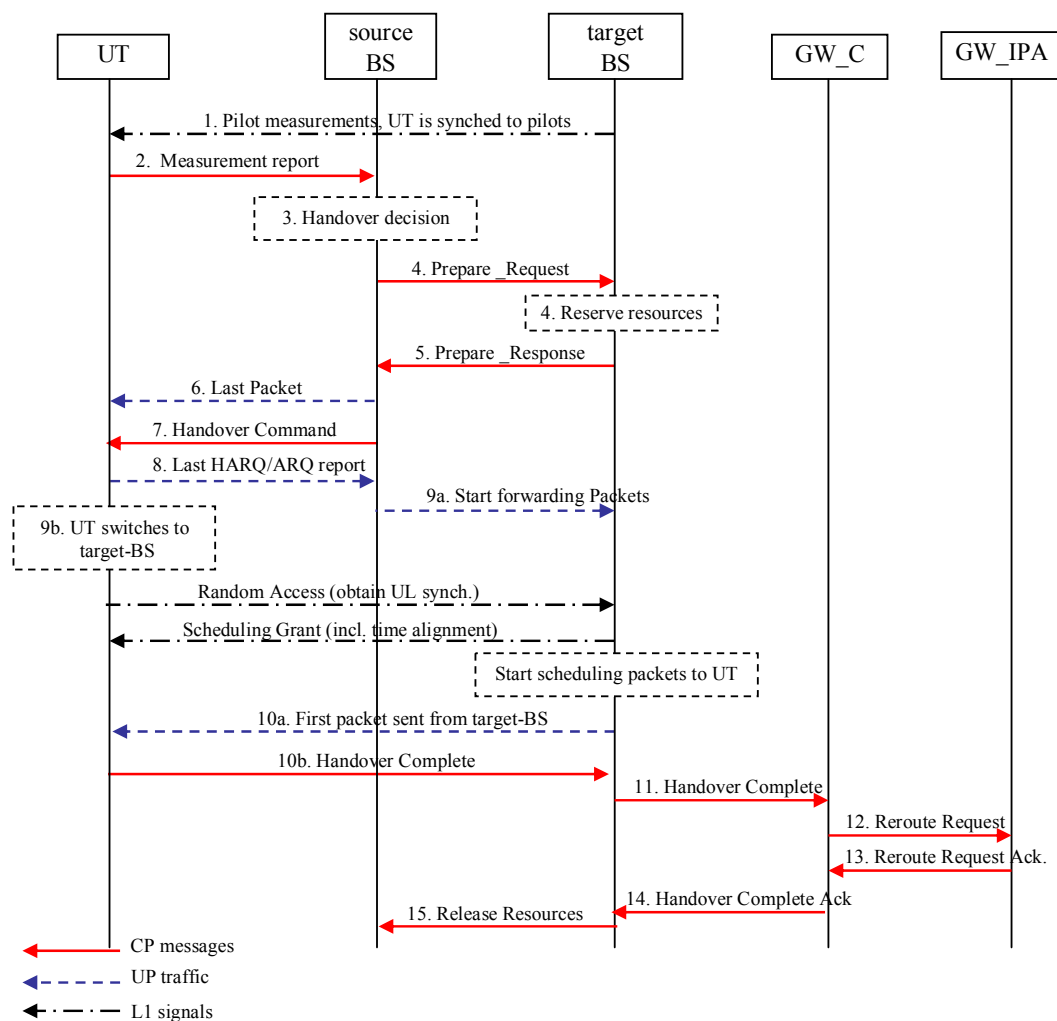 UT
source
BS
target
BS
GW_C
GW_IPA
1. Pilot measurements, UT is synched to pilots
2. Measurement report
3. Handover decision
4. Prepare _Request
4. Reserve resources
5. Prepare _Response
6. Last Packet
7. Handover Command
8. Last HARQ/ARQ report
9a. Start forwarding Packets
9b. UT switches to
target-BS
Random Access (obtain UL synch.)
Scheduling Grant (incl. time alignment)
Start scheduling packets to UT
10a. First packet sent from target-BS
10b. Handover Complete
11. Handover Complete
12. Reroute Request
13. Reroute Request Ack.
14. Handover Complete Ack
15. Release Resources
CP messages
UP traffic
L1 signals